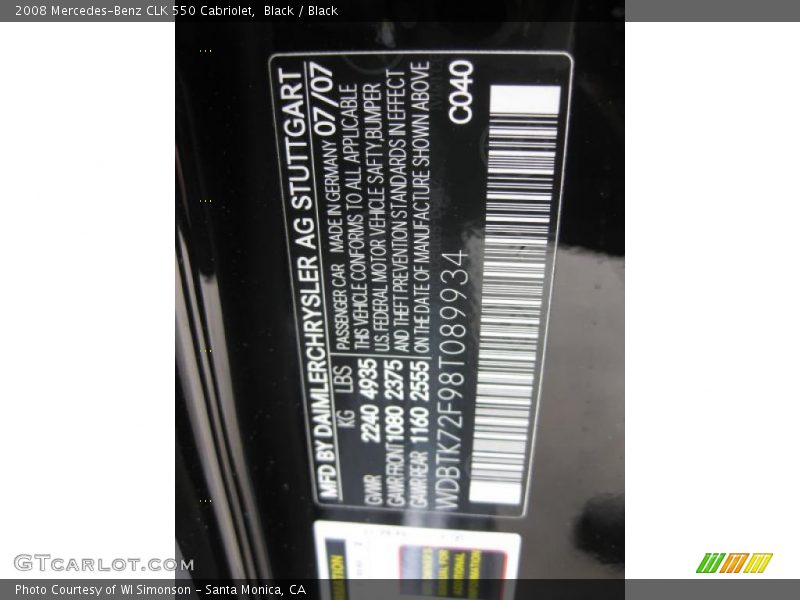 2008 Mercedes-Benz CLK 550 Cabriolet, Black / Black
MFD BY DAIMLERCHRYSLER AG STUTTGART
KG LBS PASSENGER CAR MADE IN GERMANY 07/07
GVWR 2240 4935 THIS VEHICLE CONFORMS TO ALL APPLICABLE
U.S. FEDERAL MOTOR VEHICLE SAFTY,BUMPER
GAWR FRONT 1080 2375 AND THEFT PREVENTION STANDARDS IN EFFECT
GAWR REAR 1160 2555 ON THE DATE OF MANUFACTURE SHOWN ABOVE
WDBTK72F98T089934 C040
GTCarLot.com
Photo Courtesy of WI Simonson - Santa Monica, CA